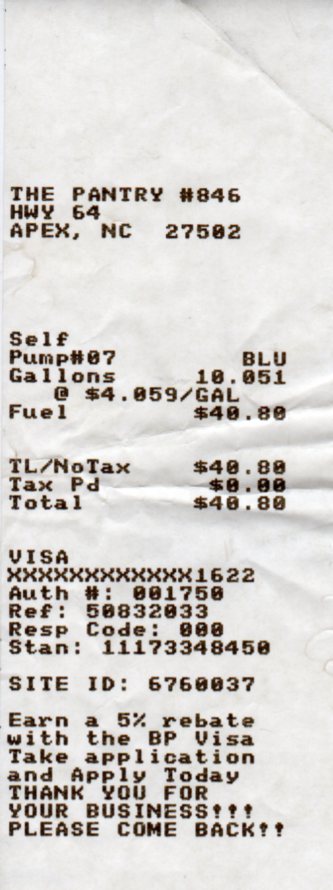 THE PANTRY #846
HWY 64
APEX, NC 27502
Self
Pump#07 BLU
Gallons 10.051
@ $4.059/GAL
Fuel $40.80
TL/NoTax $40.80
Tax Pd $0.00
Total $40.80
VISA
XXXXXXXXXXXX1622
Auth #: 001750
Ref: 50832033
Resp Code: 000
Stan: 11173348450
SITE ID: 6760037
Earn a 5% rebate
with the BP Visa
Take application
and Apply Today
THANK YOU FOR
YOUR BUSINESS!!!
PLEASE COME BACK!!